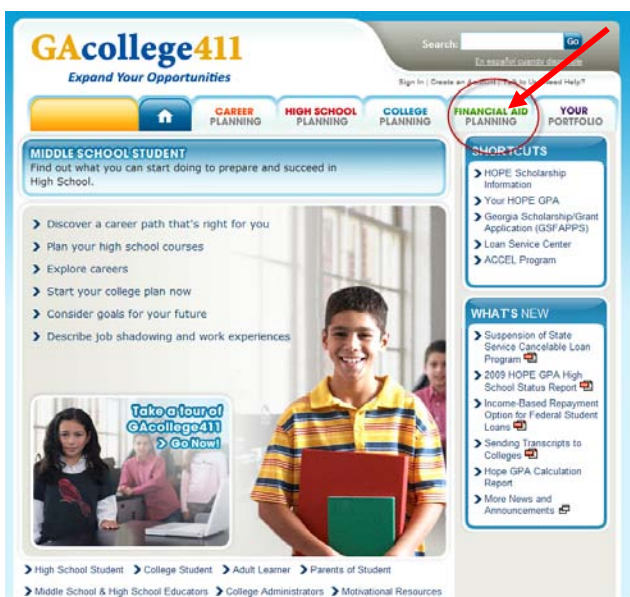 GAcollege411
Expand Your Opportunities
Search:
Go
En español cuando disponible
Sign In | Create an Account | Talk to Us | Need Help?
CAREER
PLANNING
HIGH SCHOOL
PLANNING
COLLEGE
PLANNING
FINANCIAL AID
PLANNING
YOUR
PORTFOLIO
MIDDLE SCHOOL STUDENT
Find out what you can start doing to prepare and succeed in
High School.
Discover a career path that's right for you
Plan your high school courses
Explore careers
Start your college plan now
Consider goals for your future
Describe job shadowing and work experiences
Take a tour of
GAcollege411
Go Now!
SHORTCUTS
HOPE Scholarship
Information
Your HOPE GPA
Georgia Scholarship/Grant
Application (GSFAPPS)
Loan Service Center
ACCEL Program
WHAT'S NEW
Suspension of State
Service Cancelable Loan
Program
2009 HOPE GPA High
School Status Report
Income-Based Repayment
Option for Federal Student
Loans
Sending Transcripts to
Colleges
Hope GPA Calculation
Report
More News and
Announcements
High School Student College Student Adult Learner Parents of Student
Middle School & High School Educators College Administrators Motivational Resources